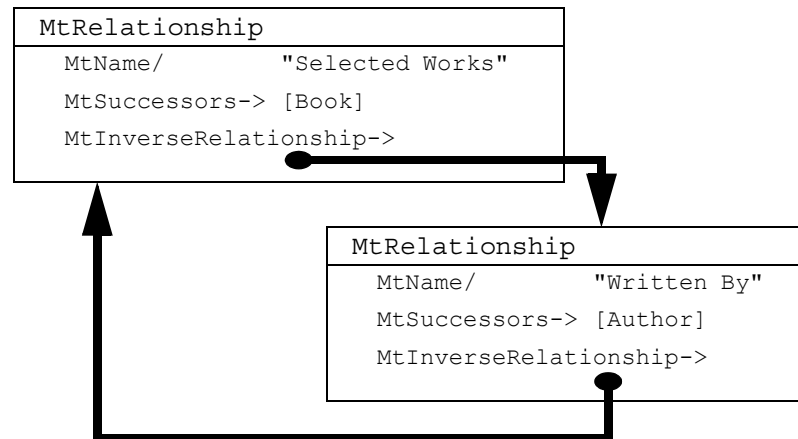 MtRelationship
MtName/ "Selected Works"
MtSuccessors-> [Book]
MtInverseRelationship->
MtRelationship
MtName/ "Written By"
MtSuccessors-> [Author]
MtInverseRelationship->